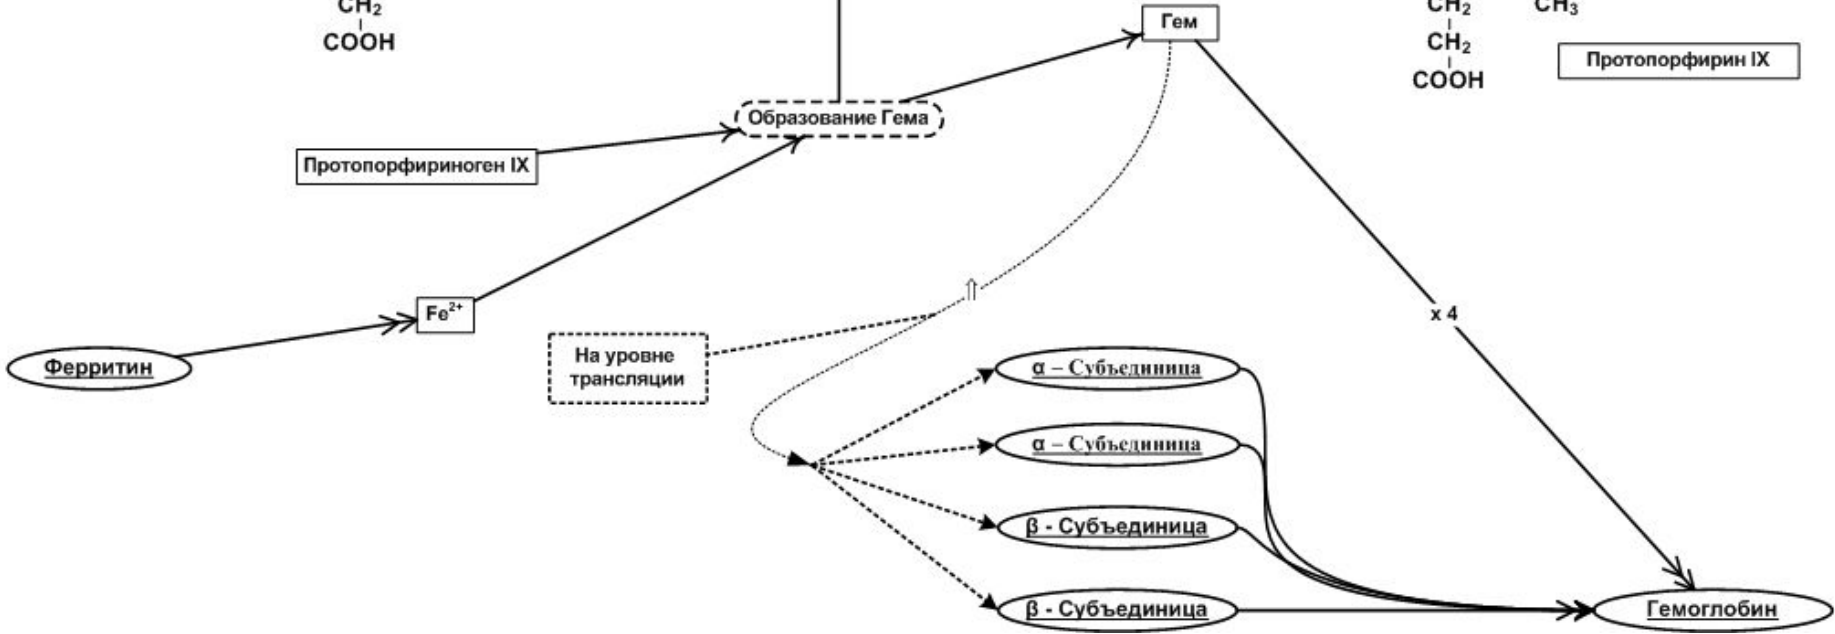 CH₂
COOH
Гем
CH₂
CH₃
CH₂
COOH
Протопорфирин IX
Образование Гема
Протопорфириноген IX
Fe²⁺
х 4
Ферритин
На уровне
трансляции
⇑
α – Субъединица
α – Субъединица
β - Субъединица
β - Субъединица
Гемоглобин